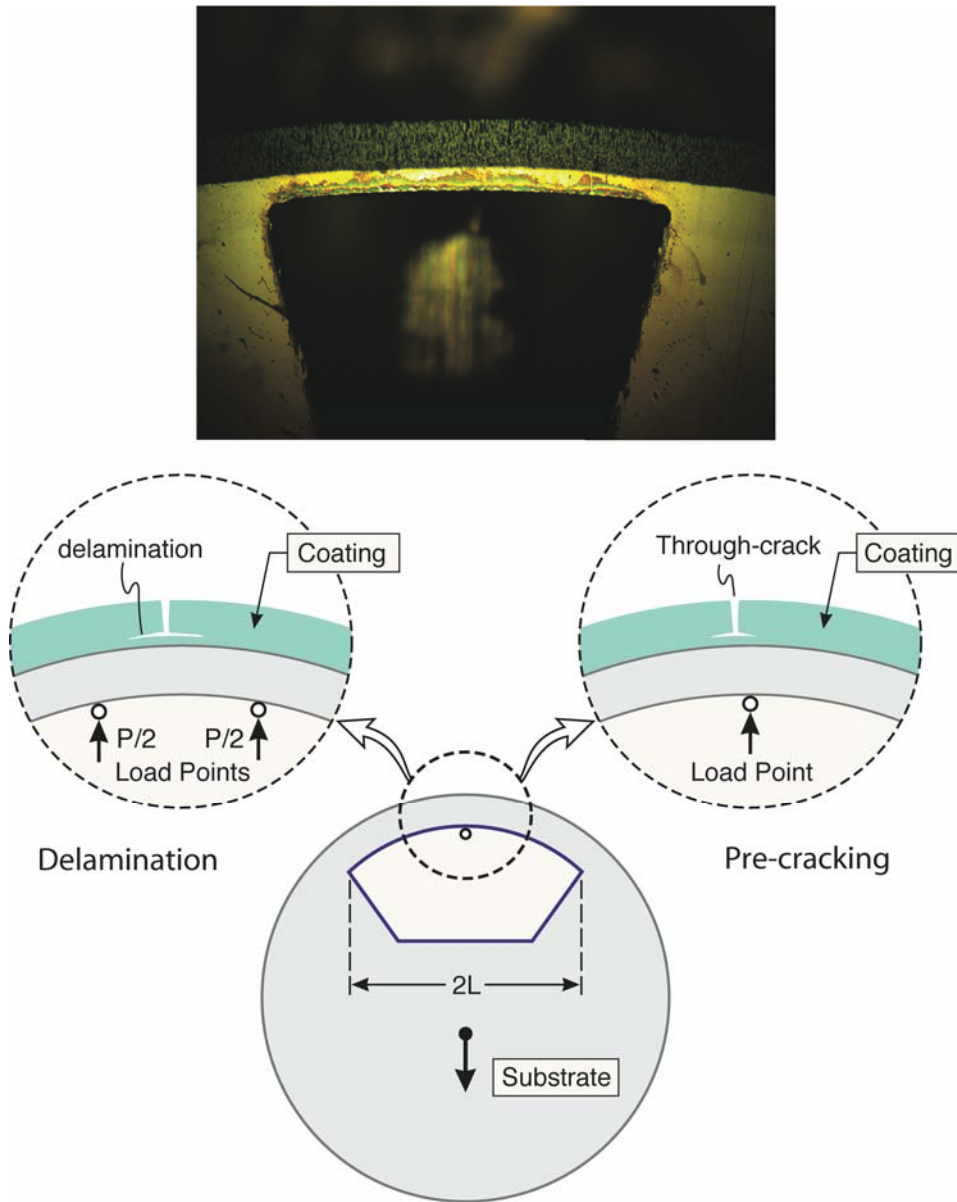 delamination
Coating
P/2
P/2
Load Points
Delamination
Through-crack
Coating
Load Point
Pre-cracking
2L
Substrate